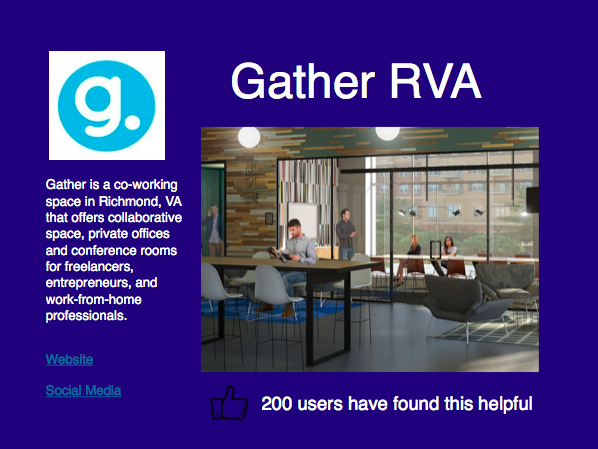 g.
Gather RVA
Gather is a co-working
space in Richmond, VA
that offers collaborative
space, private offices
and conference rooms
for freelancers,
entrepreneurs, and
work-from-home
professionals.
Website
Social Media
200 users have found this helpful